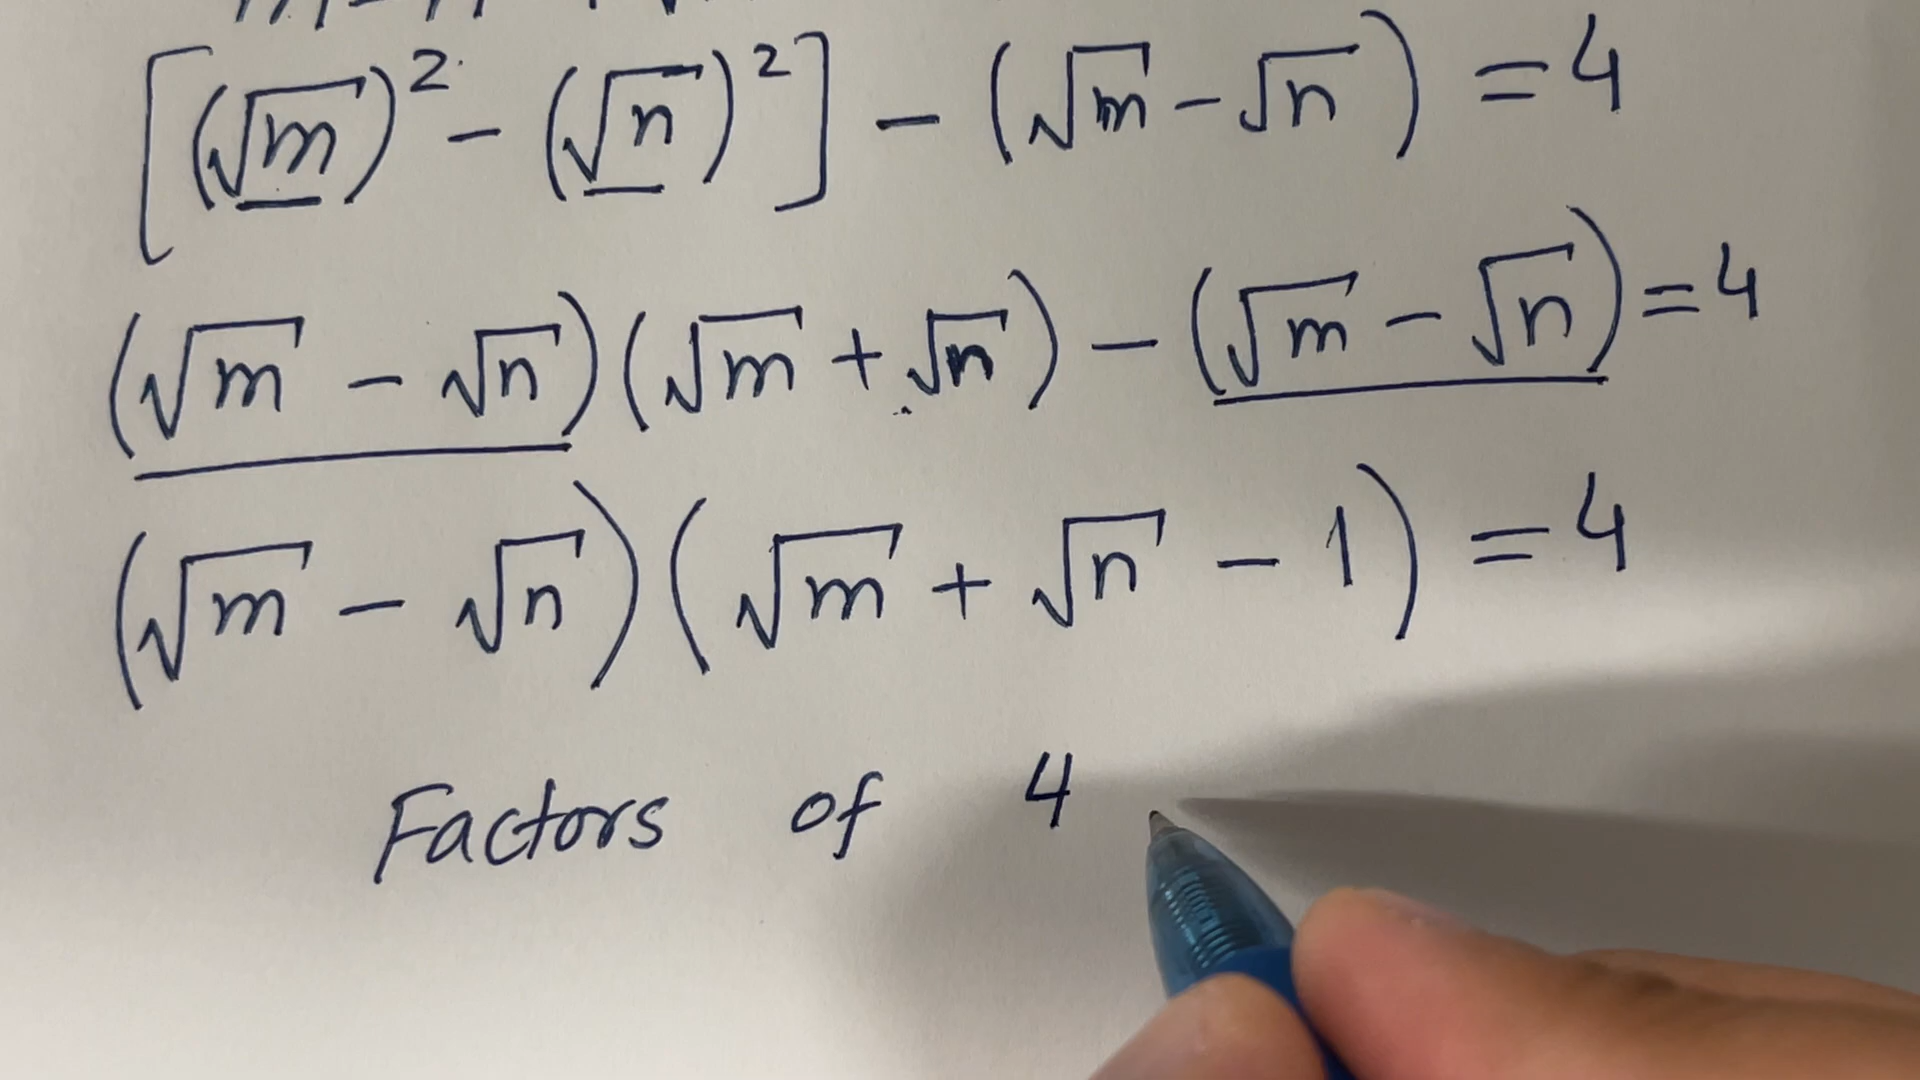 [(√m)² - (√n)²] - (√m - √n) = 4
(√m - √n)(√m + √n) - (√m - √n) = 4
(√m - √n)(√m + √n - 1) = 4
Factors of 4